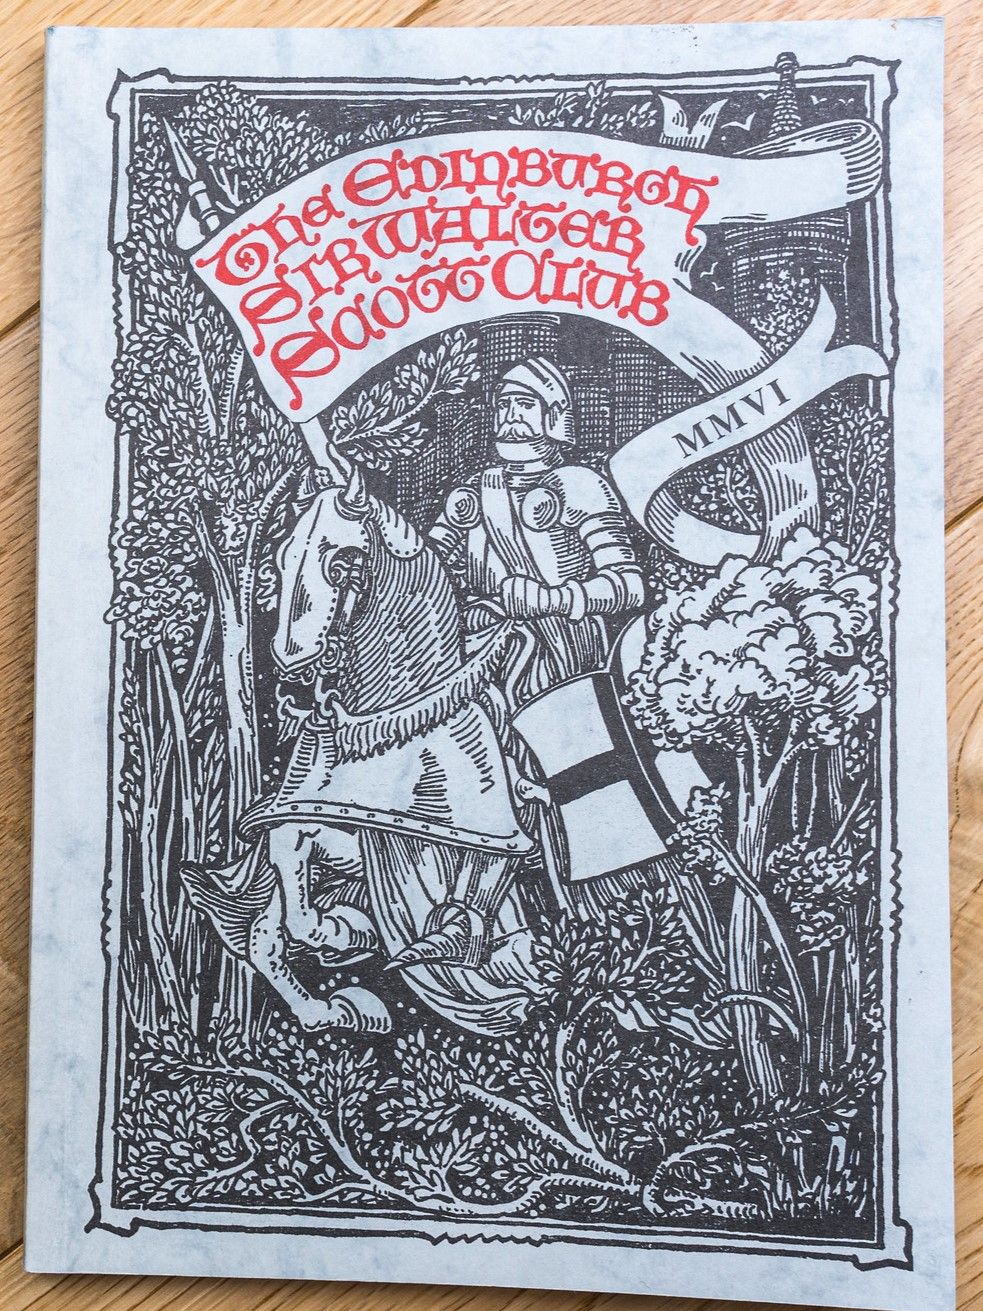 The Edinburgh
Sir Walter
Scott Club
MMVI